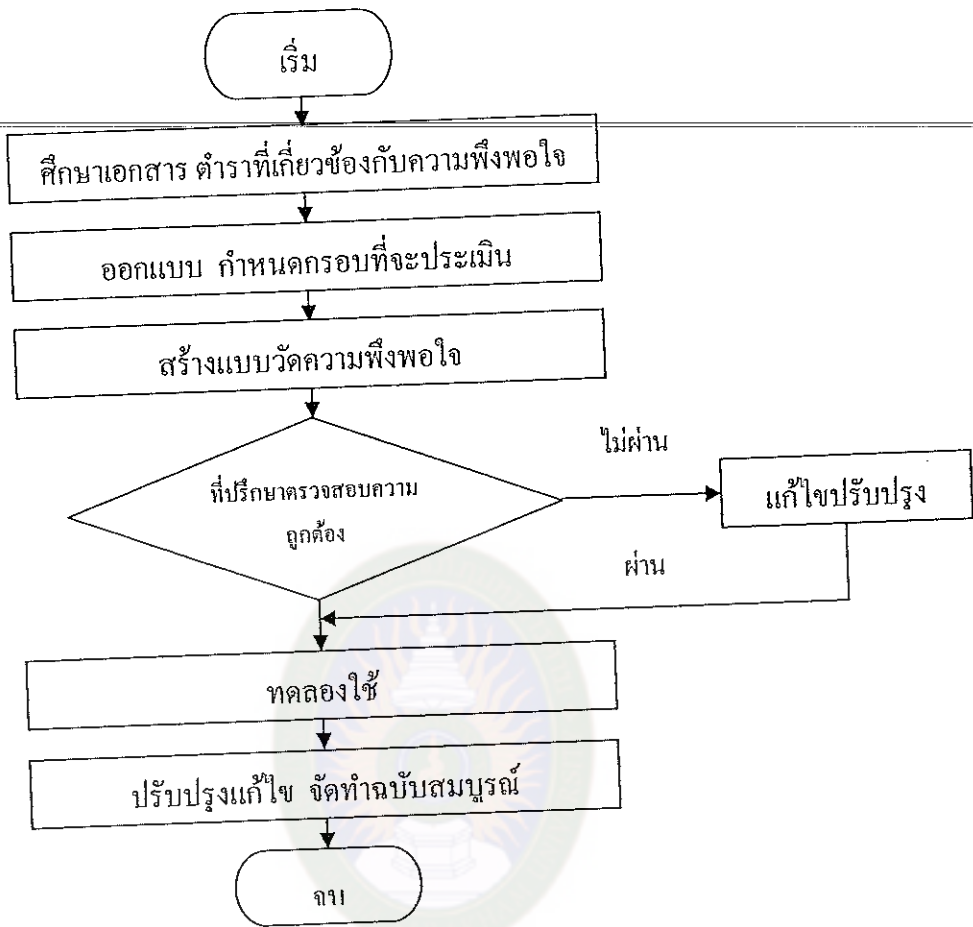 เริ่ม
ศึกษาเอกสาร ตำราที่เกี่ยวข้องกับความพึงพอใจ
ออกแบบ กำหนดกรอบที่จะประเมิน
สร้างแบบวัดความพึงพอใจ
ไม่ผ่าน
ที่ปรึกษาตรวจสอบความ
ถูกต้อง
แก้ไขปรับปรุง
ผ่าน
ทดลองใช้
ปรับปรุงแก้ไข จัดทำฉบับสมบูรณ์
จบ